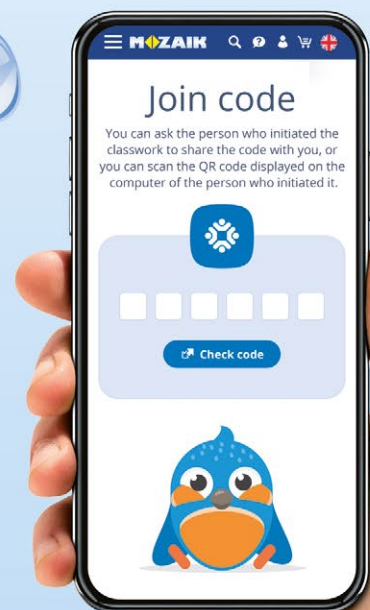 MOZAIK
Join code
You can ask the person who initiated the
classwork to share the code with you, or
you can scan the QR code displayed on the
computer of the person who initiated it.
Check code